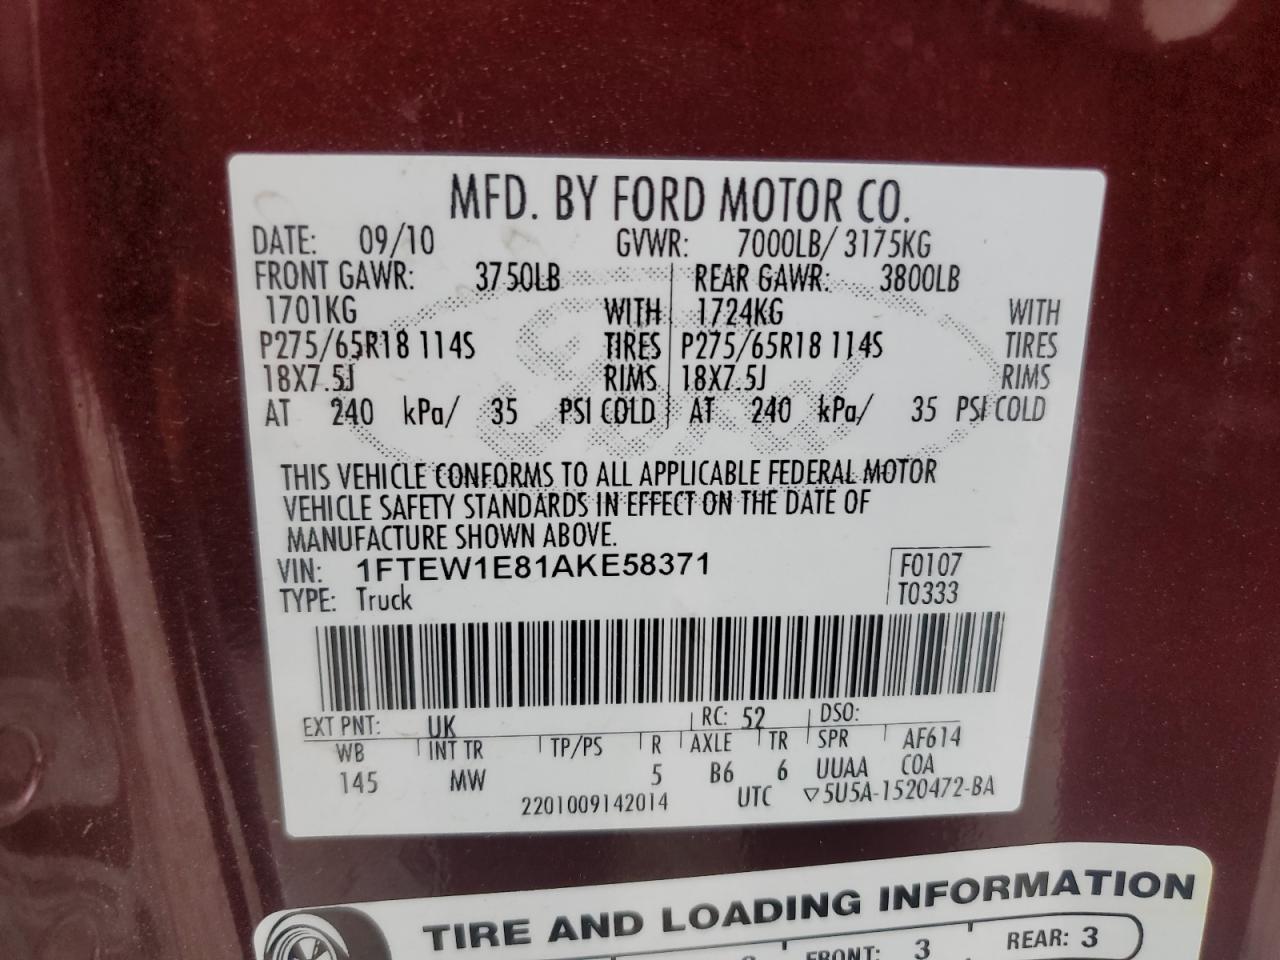 MFD. BY FORD MOTOR CO.
DATE: 09/10 GVWR: 7000LB/ 3175KG
FRONT GAWR: 3750LB REAR GAWR: 3800LB
1701KG WITH 1724KG WITH
P275/65R18 114S TIRES P275/65R18 114S TIRES
18X7.5J RIMS 18X7.5J RIMS
AT 240 kPa/ 35 PSI COLD AT 240 kPa/ 35 PSI COLD
THIS VEHICLE CONFORMS TO ALL APPLICABLE FEDERAL MOTOR
VEHICLE SAFETY STANDARDS IN EFFECT ON THE DATE OF
MANUFACTURE SHOWN ABOVE.
VIN: 1FTEW1E81AKE58371 F0107
TYPE: Truck T0333
EXT PNT: UK RC: 52 DSO:
WB INT TR TP/PS R AXLE TR SPR AF614
145 MW 5 B6 6 UUAA COA
2201009142014 UTC ▽5U5A-1520472-BA
TIRE AND LOADING INFORMATION
FRONT: 3 REAR: 3